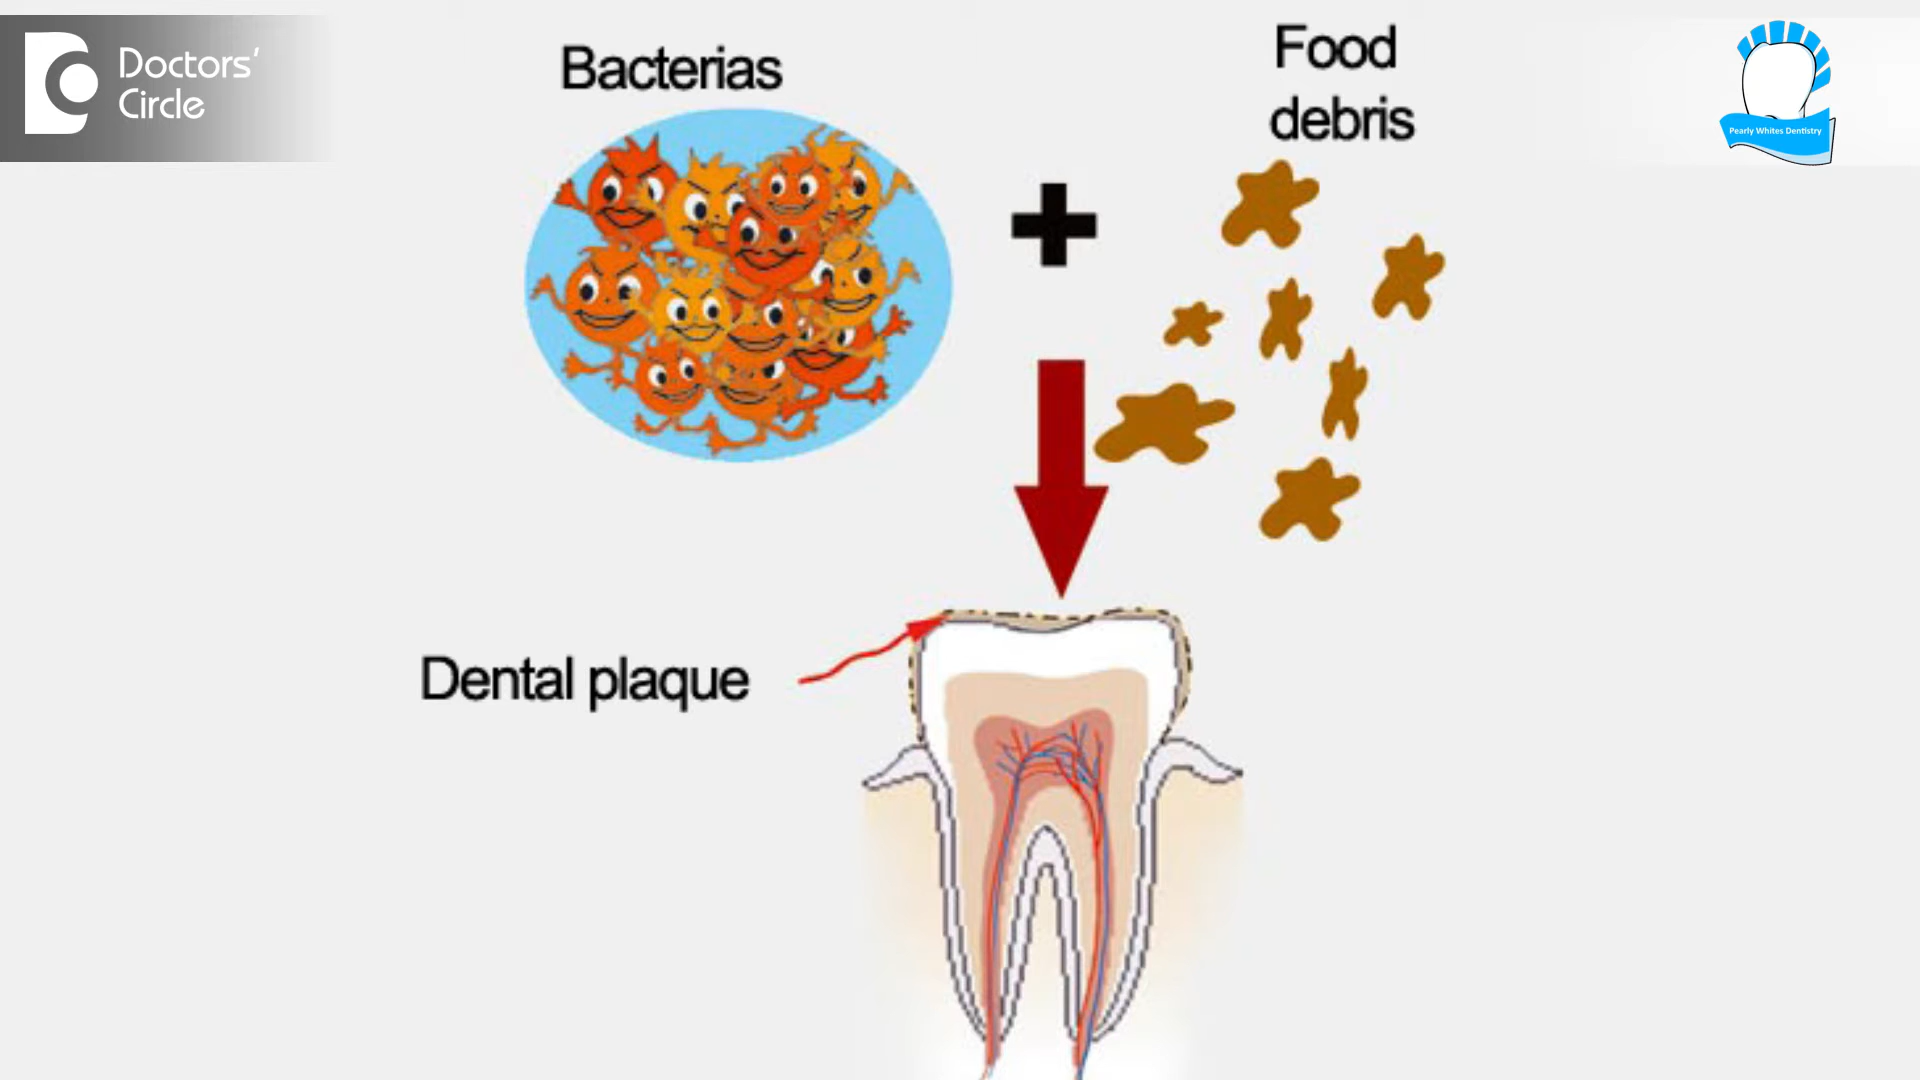 Doctors'
Circle
Bacterias
Food
debris
Pearly Whites Dentistry
Dental plaque